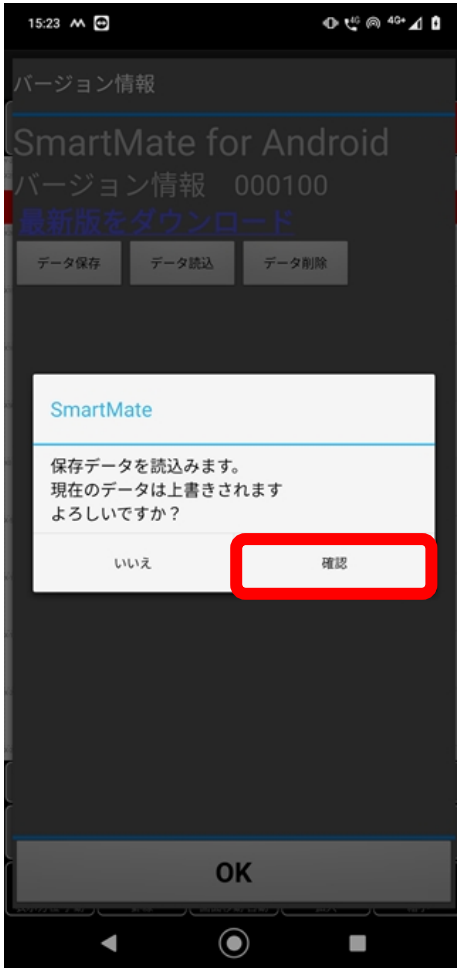 15:23
4G 4G+
バージョン情報
SmartMate for Android
バージョン情報 000100
最新版をダウンロード
データ保存 データ読込 データ削除
SmartMate
保存データを読込みます。
現在のデータは上書きされます
よろしいですか？
いいえ 確認
OK